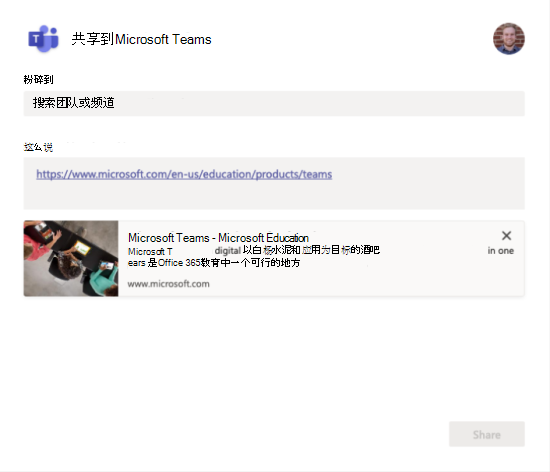 共享到Microsoft Teams
粉碎到
搜索团队或频道
这么说
https://www.microsoft.com/en-us/education/products/teams
Microsoft Teams - Microsoft Education
Microsoft T digital 以白板水泥和应用为目标的酒吧 in one
ears 是Office 365教育中一个可行的地方
www.microsoft.com
Share